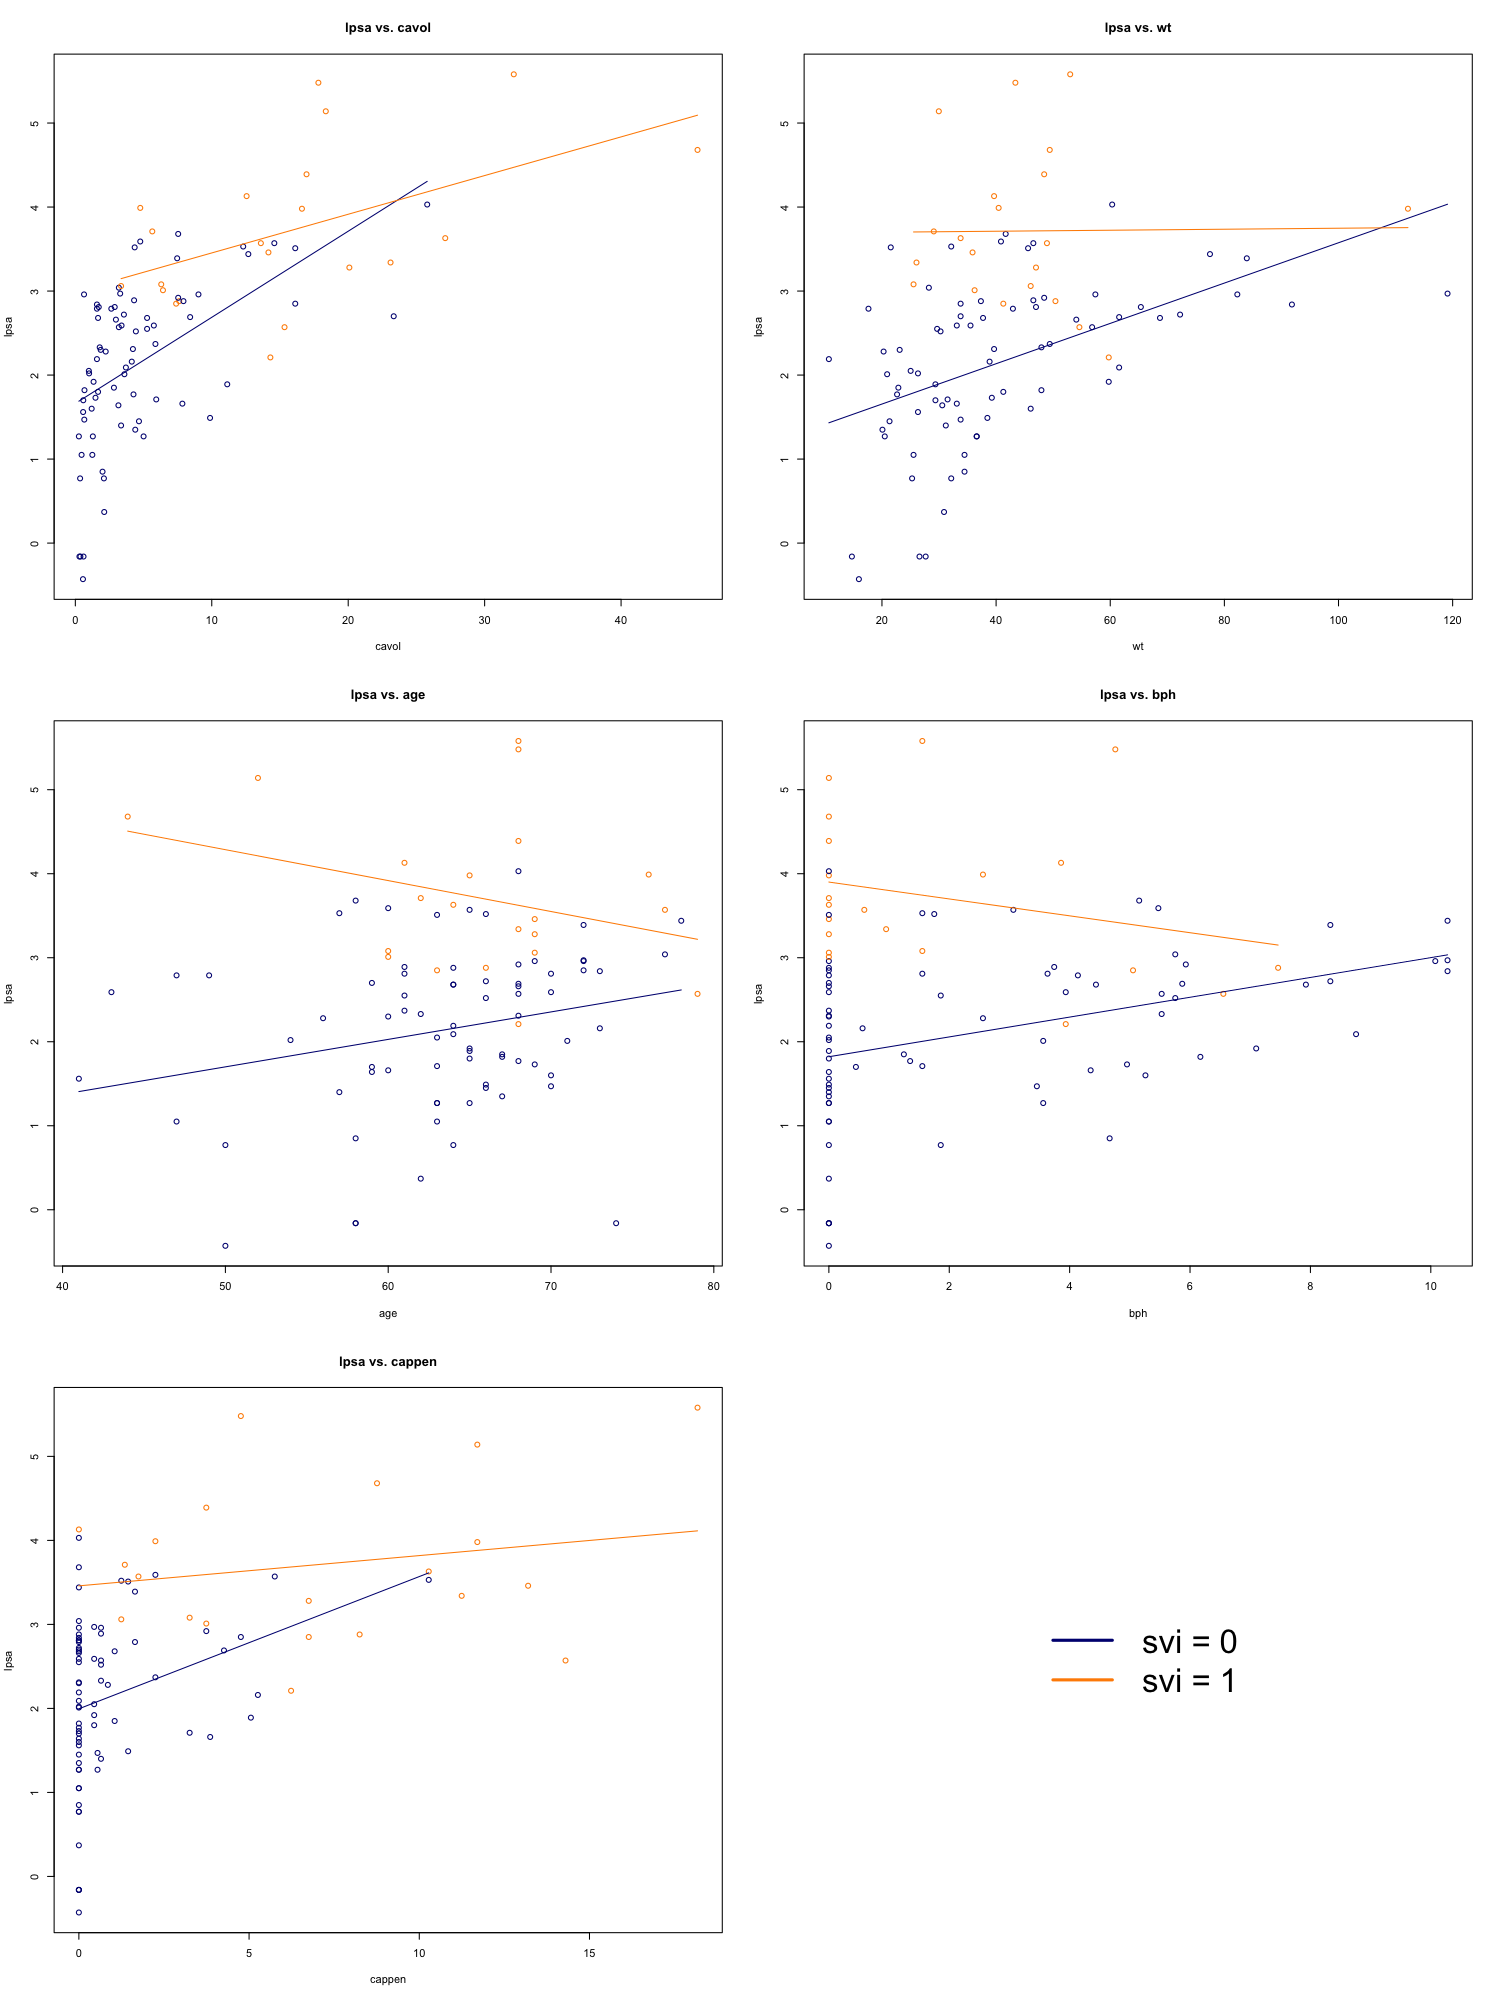 lpsa vs. cavol
lpsa
5
4
3
2
1
0
0 10 20 30 40
cavol
lpsa vs. wt
lpsa
5
4
3
2
1
0
20 40 60 80 100 120
wt
lpsa vs. age
lpsa
5
4
3
2
1
0
40 50 60 70 80
age
lpsa vs. bph
lpsa
5
4
3
2
1
0
0 2 4 6 8 10
bph
lpsa vs. cappen
lpsa
5
4
3
2
1
0
0 5 10 15
cappen
svi = 0
svi = 1